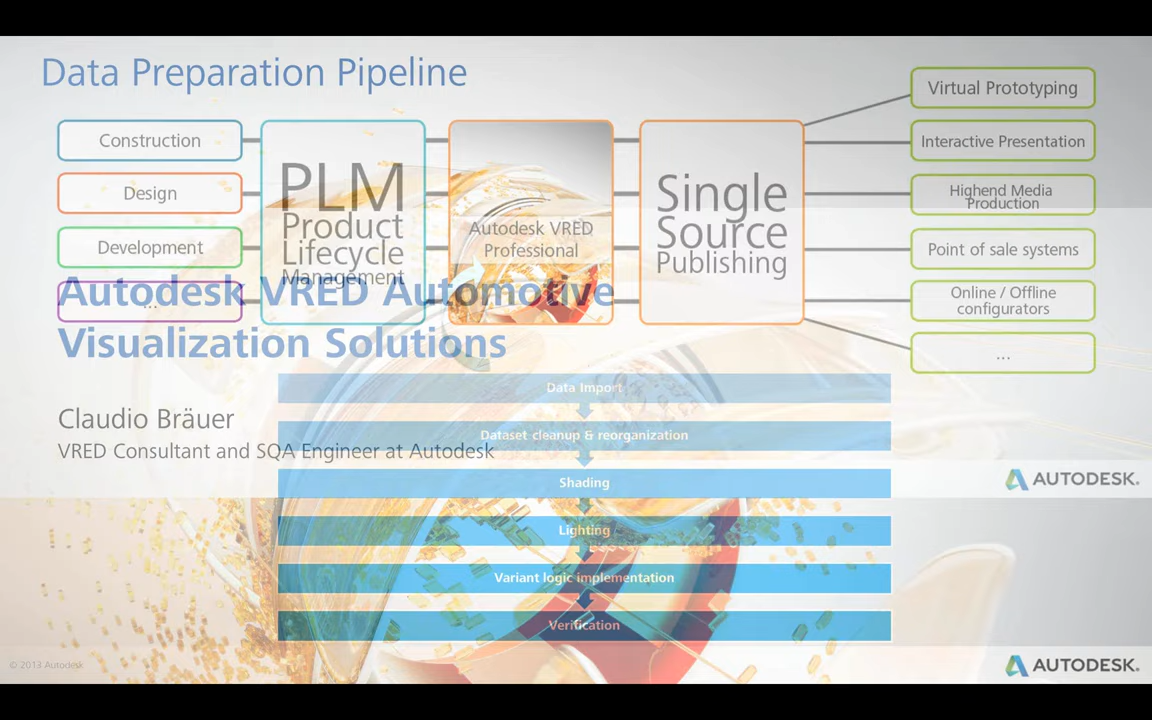 Data Preparation Pipeline
Construction
Design
Development
...
PLM
Product
Lifecycle
Management
Autodesk VRED
Professional
Single
Source
Publishing
Virtual Prototyping
Interactive Presentation
Highend Media
Production
Point of sale systems
Online / Offline
configurators
...
Autodesk VRED Automotive
Visualization Solutions
Claudio Bräuer
VRED Consultant and SQA Engineer at Autodesk
Data Import
Dataset cleanup & reorganization
Shading
Lighting
Variant logic implementation
Verification
AUTODESK.
© 2013 Autodesk
AUTODESK.